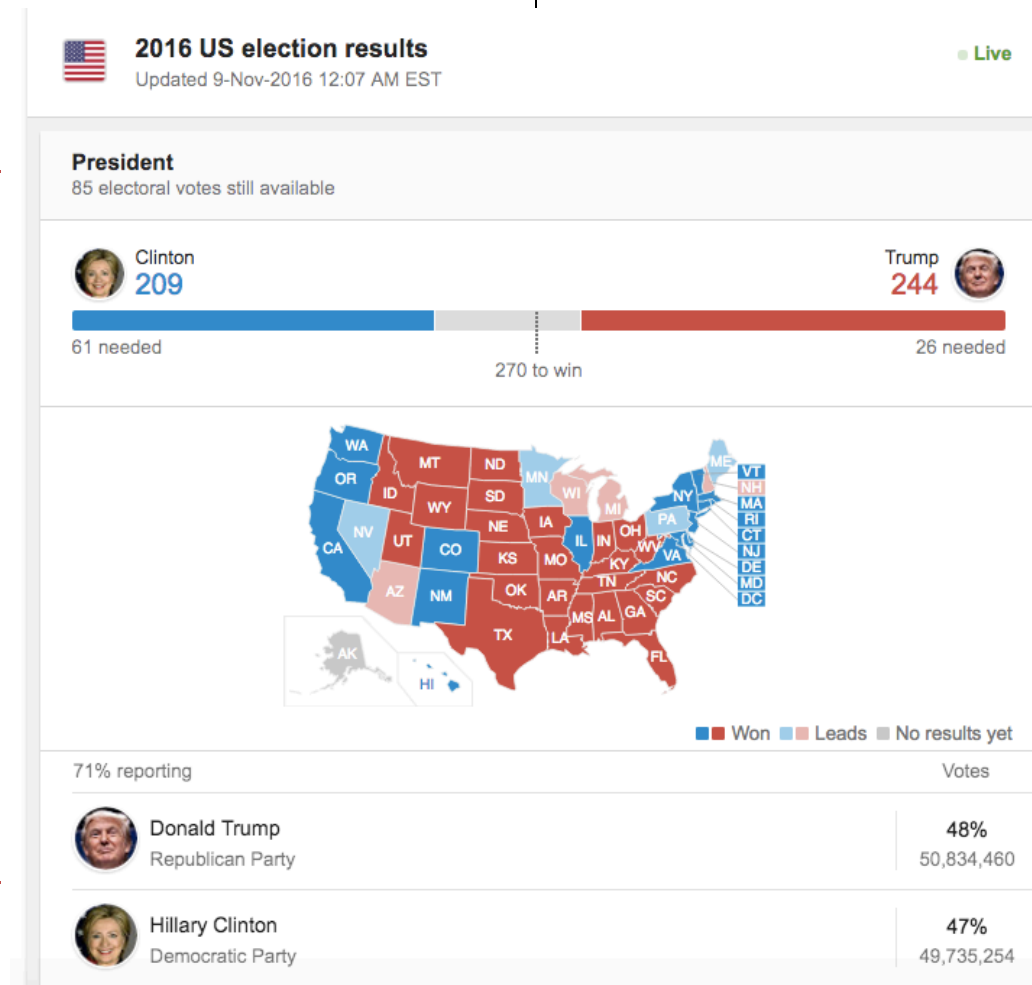 2016 US election results
Updated 9-Nov-2016 12:07 AM EST
Live
President
85 electoral votes still available
Clinton
209
Trump
244
61 needed
26 needed
270 to win
WA
MT
ND
MN
ME
VT
OR
ID
SD
WI
MI
NY
NH
MA
WY
RI
NV
NE
IA
PA
CT
UT
CO
IL
IN
OH
NJ
CA
KS
MO
WV
VA
DE
KY
MD
AZ
NM
OK
AR
TN
NC
DC
SC
MS
AL
GA
TX
LA
FL
AK
HI
Won
Leads
No results yet
71% reporting
Votes
Donald Trump
48%
Republican Party
50,834,460
Hillary Clinton
47%
Democratic Party
49,735,254